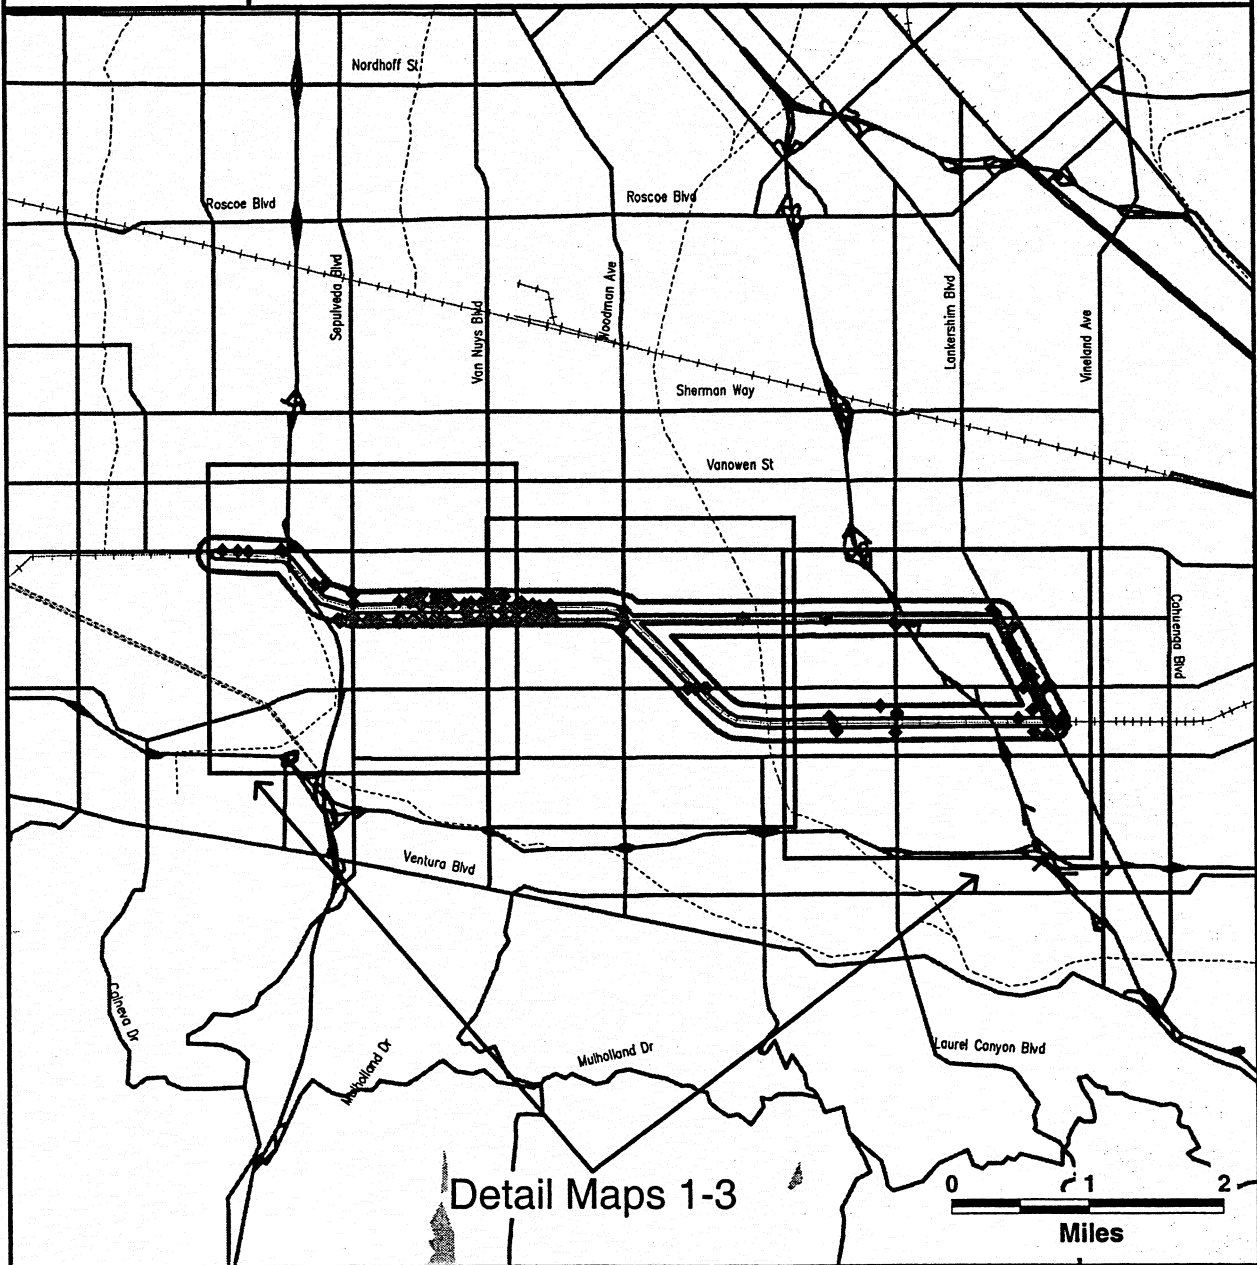 Nordhoff St
Roscoe Blvd
Roscoe Blvd
Sepulveda Blvd
Van Nuys Blvd
Woodman Ave
Lankershim Blvd
Vineland Ave
Sherman Way
Vanowen St
Cahuenga Blvd
Ventura Blvd
Calneva Dr
Mulholland Dr
Mulholland Dr
Laurel Canyon Blvd
Detail Maps 1-3
0 1 2
Miles